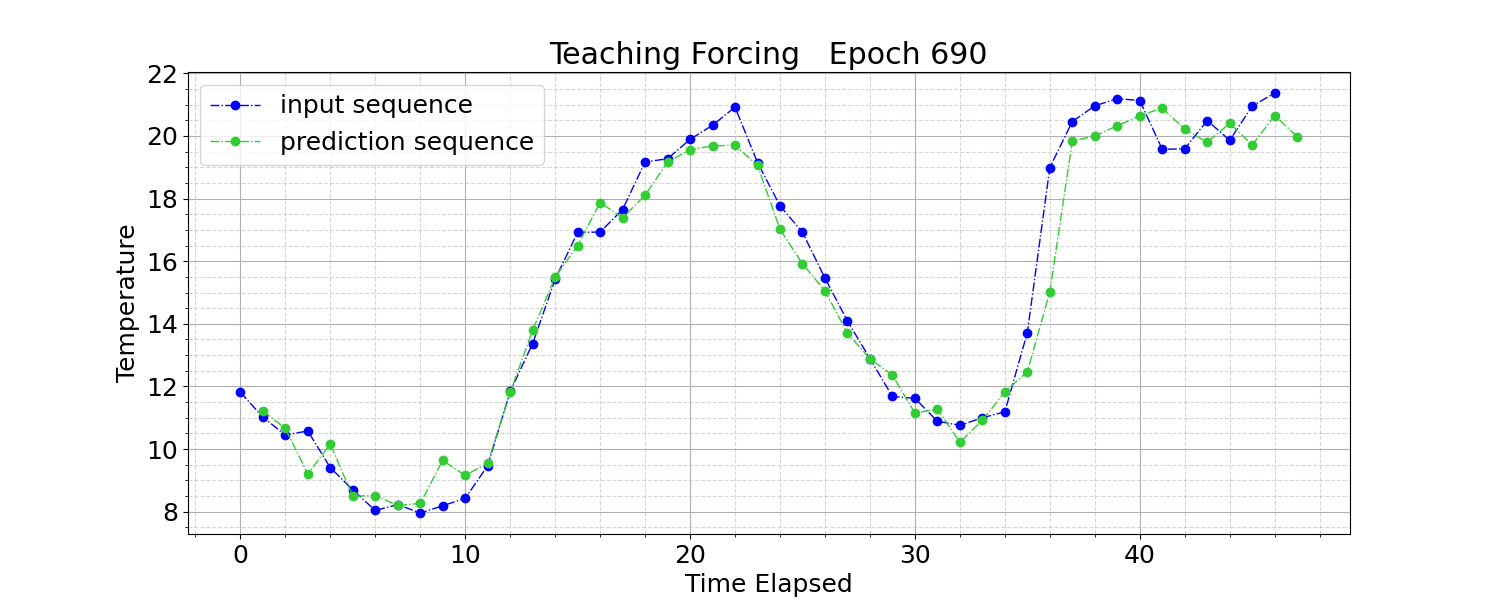 Teaching Forcing   Epoch 690
input sequence
prediction sequence
Temperature
22
20
18
16
14
12
10
8
0 10 20 30 40
Time Elapsed